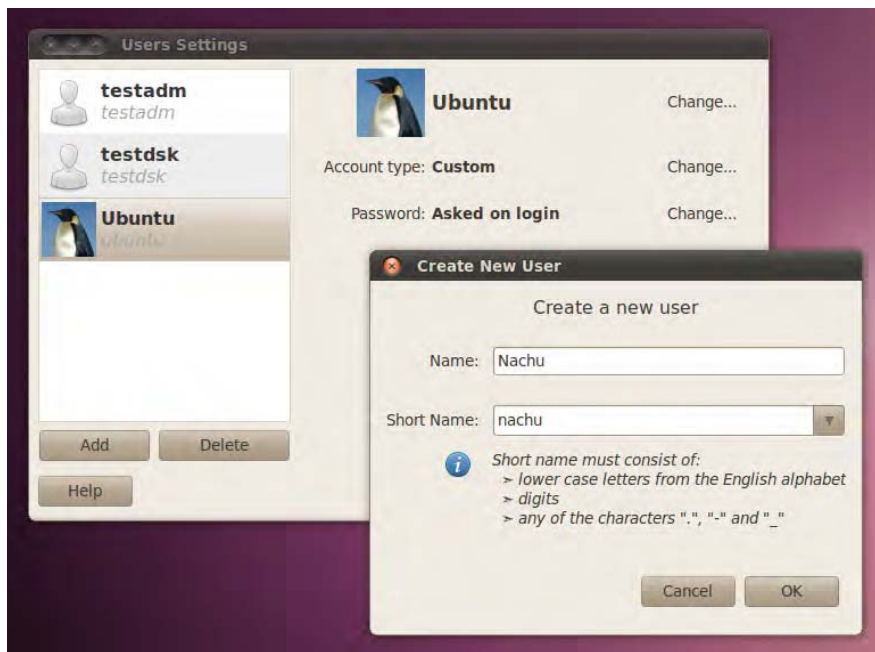 Users Settings
testadm
testadm
testdsk
testdsk
Ubuntu
ubuntu
Ubuntu Change...
Account type: Custom Change...
Password: Asked on login Change...
Add Delete
Help
Create New User
Create a new user
Name: Nachu
Short Name: nachu
i
Short name must consist of:
➣ lower case letters from the English alphabet
➣ digits
➣ any of the characters ".", "-" and "_"
Cancel OK